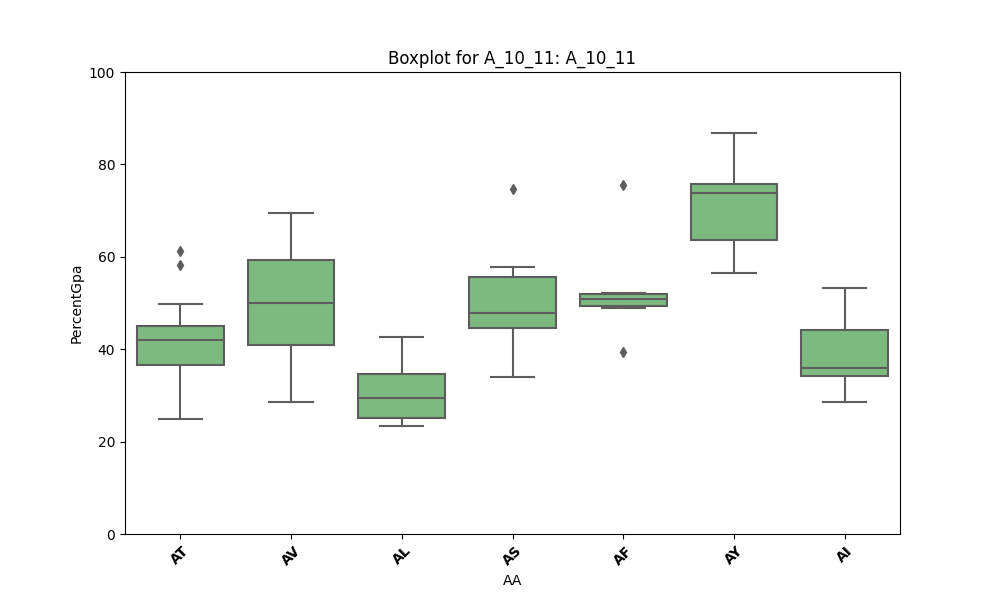 Boxplot for A_10_11: A_10_11
100
80
60
40
20
0
PercentGpa
AT
AV
AL
AS
AF
AY
AI
AA